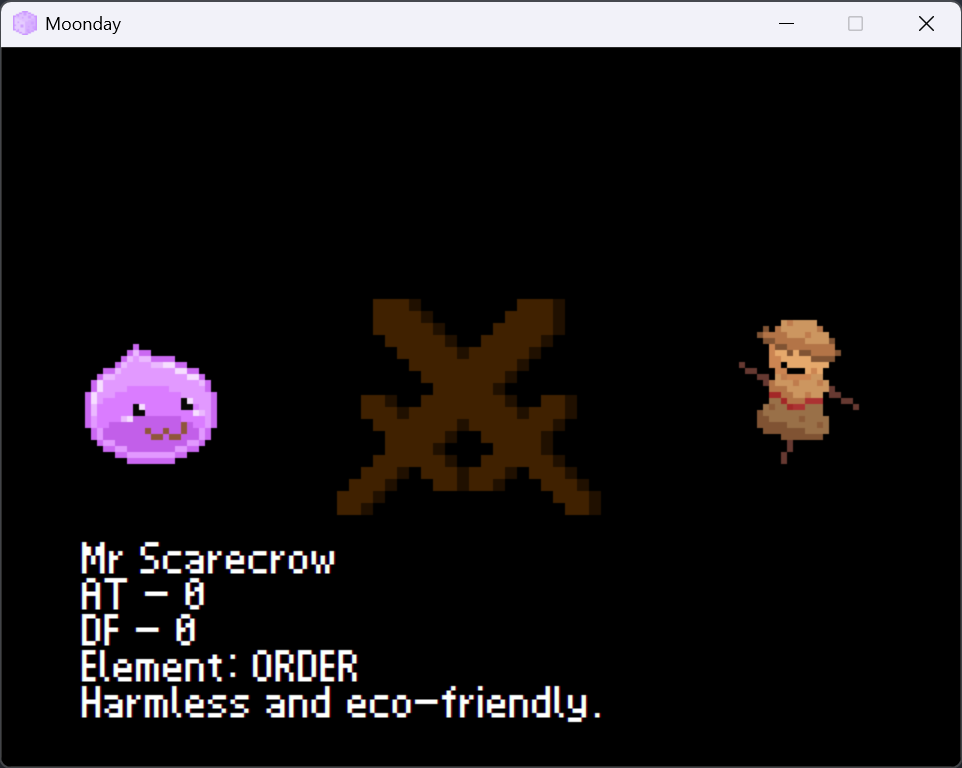 Moonday
Mr Scarecrow
AT - 0
DF - 0
Element: ORDER
Harmless and eco-friendly.